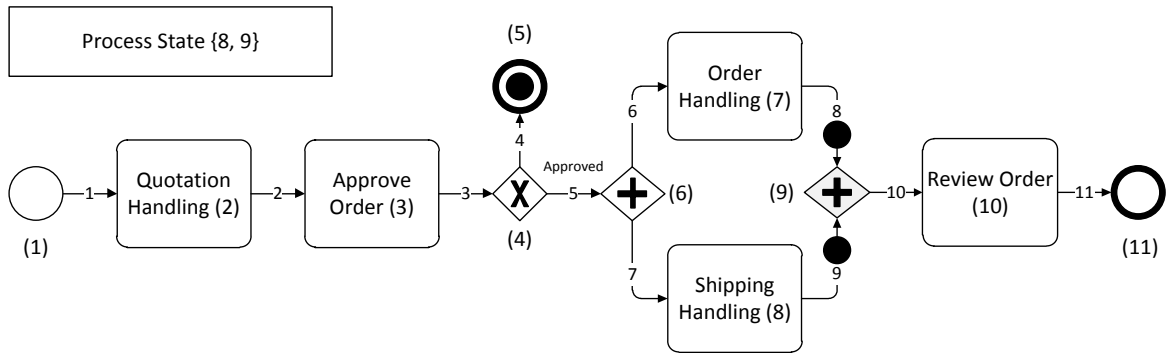 Process State {8, 9}
(1)
1
Quotation
Handling (2)
2
Approve
Order (3)
3
X
(4)
4
(5)
Approved
5
(6)
6
Order
Handling (7)
8
7
Shipping
Handling (8)
9
(9)
10
Review Order
(10)
11
(11)